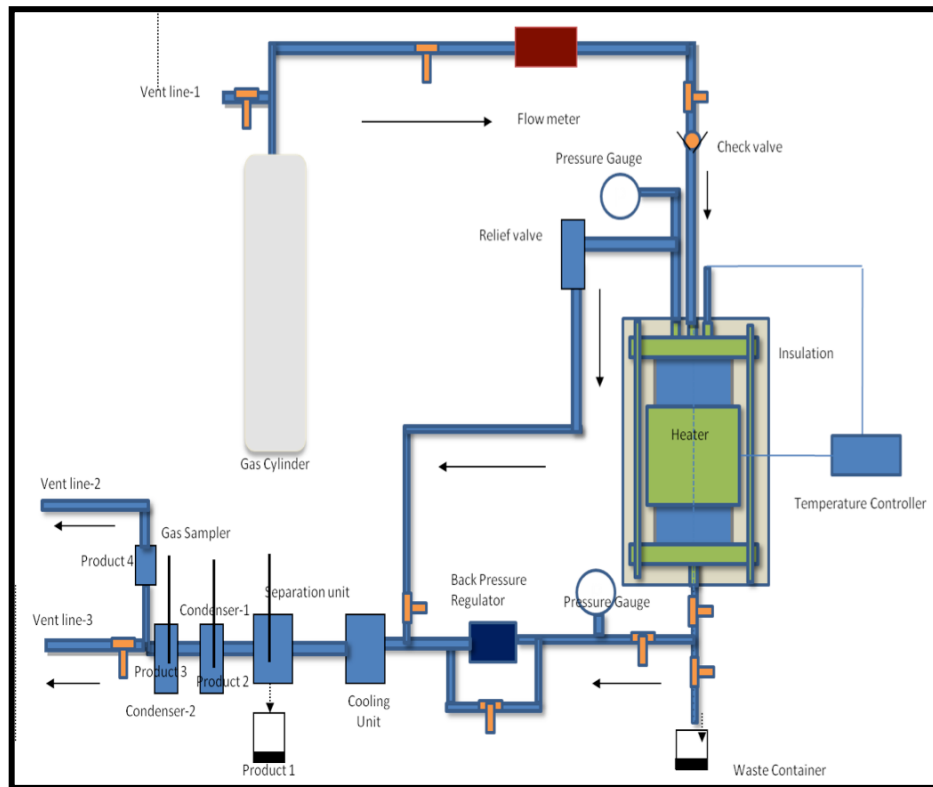 Vent line-1
Flow meter
Check valve
Pressure Gauge
Relief valve
Insulation
Heater
Gas Cylinder
Temperature Controller
Vent line-2
Gas Sampler
Product 4
Separation unit
Back Pressure
Regulator
Pressure Gauge
Condenser-1
Vent line-3
Product 3
Product 2
Condenser-2
Cooling
Unit
Product 1
Waste Container